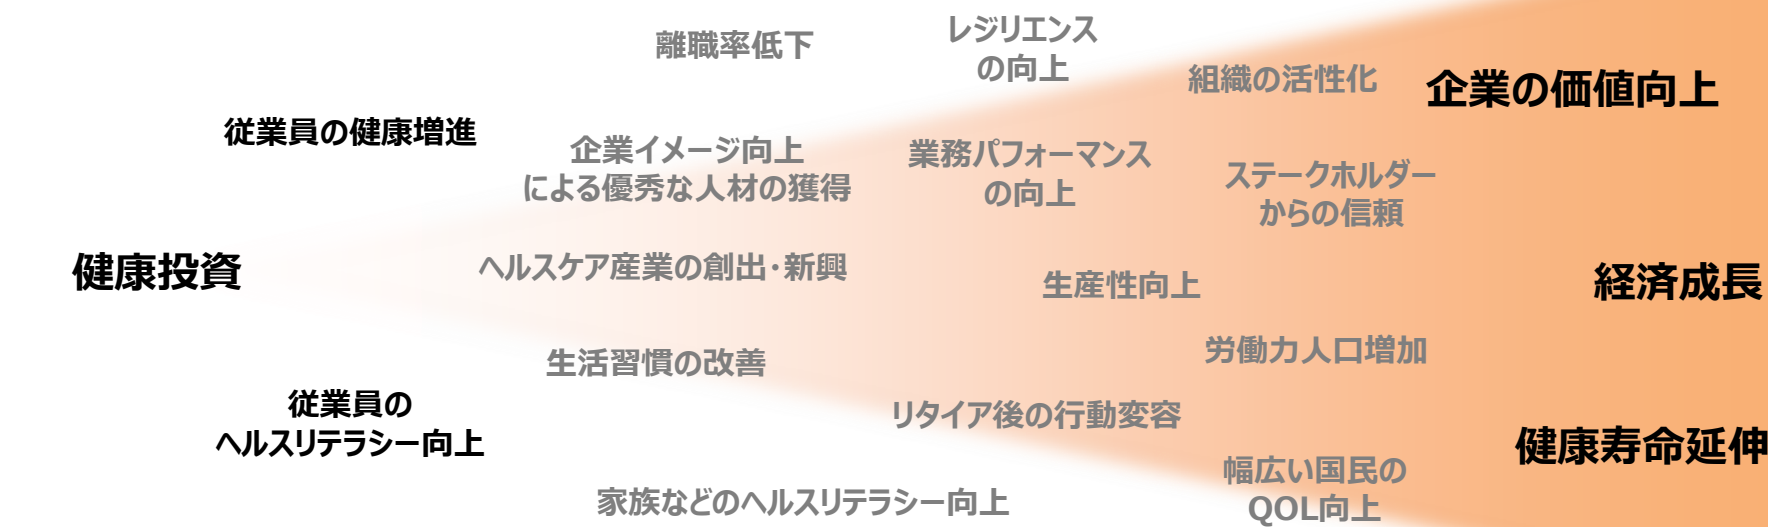 離職率低下
レジリエンス
の向上
組織の活性化
企業の価値向上
従業員の健康増進
企業イメージ向上
による優秀な人材の獲得
業務パフォーマンス
の向上
ステークホルダー
からの信頼
健康投資
ヘルスケア産業の創出・新興
生産性向上
経済成長
生活習慣の改善
労働力人口増加
従業員の
ヘルスリテラシー向上
リタイア後の行動変容
健康寿命延伸
家族などのヘルスリテラシー向上
幅広い国民の
QOL向上